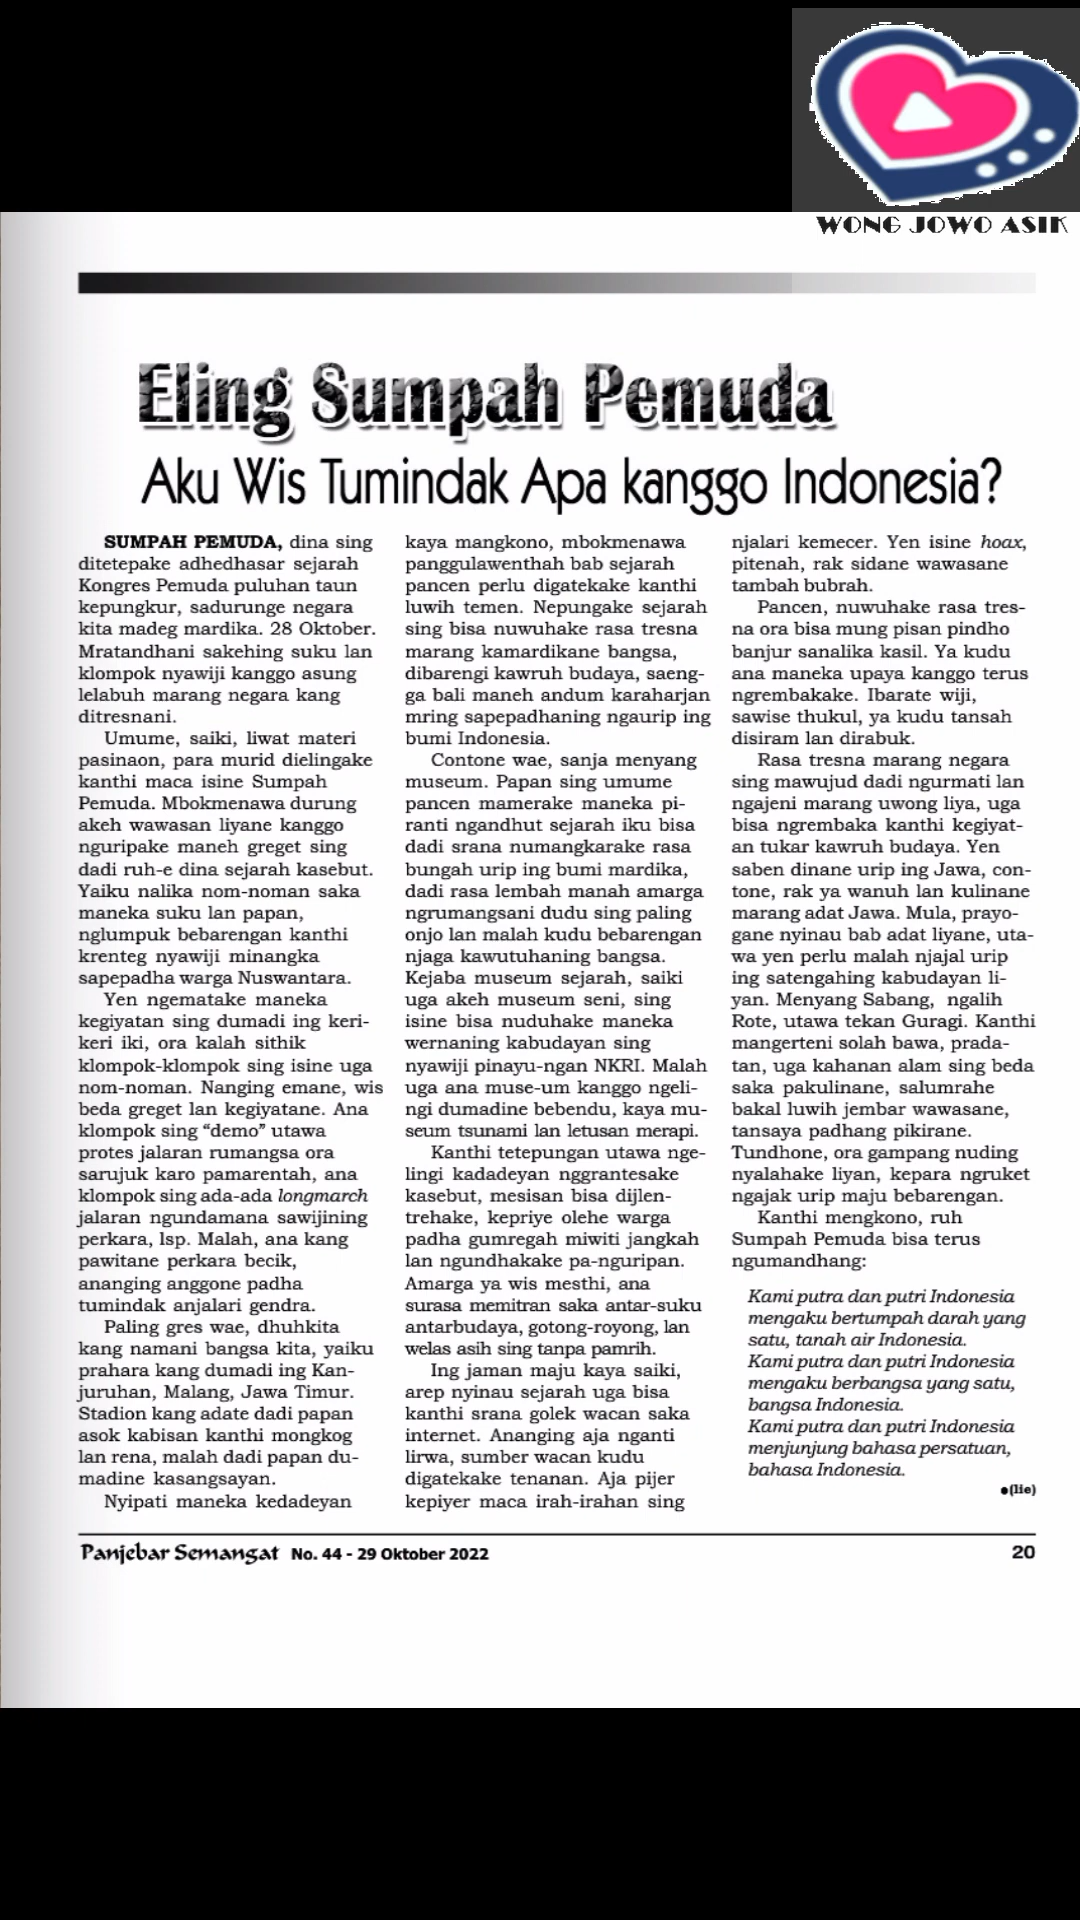 WONG JOWO ASIK
Eling Sumpah Pemuda
Aku Wis Tumindak Apa kanggo Indonesia?
SUMPAH PEMUDA, dina sing
ditetepake adhedhasar sejarah
Kongres Pemuda puluhan taun
kepungkur, sadurunge negara
kita madeg mardika. 28 Oktober.
Mratandhani sakehing suku lan
klompok nyawiji kanggo asung
lelabuh marang negara kang
ditresnani.
Umume, saiki, liwat materi
pasinaon, para murid dielingake
kanthi maca isine Sumpah
Pemuda. Mbokmenawa durung
akeh wawasan liyane kanggo
nguripake maneh greget sing
dadi ruh-e dina sejarah kasebut.
Yaiku nalika nom-noman saka
maneka suku lan papan,
nglumpuk bebarengan kanthi
krenteg nyawiji minangka
sapepadha warga Nuswantara.
Yen ngematake maneka
kegiyatan sing dumadi ing keri-
keri iki, ora kalah sithik
klompok-klompok sing isine uga
nom-noman. Nanging emane, wis
beda greget lan kegiyatane. Ana
klompok sing “demo” utawa
protes jalaran rumangsa ora
sarujuk karo pamarentah, ana
klompok sing ada-ada longmarch
jalaran ngundamana sawijining
perkara, lsp. Malah, ana kang
pawitane perkara becik,
ananging anggone padha
tumindak anjalari gendra.
Paling gres wae, dhuhkita
kang namani bangsa kita, yaiku
prahara kang dumadi ing Kan-
juruhan, Malang, Jawa Timur.
Stadion kang adate dadi papan
asok kabisan kanthi mongkog
lan rena, malah dadi papan du-
madine kasangsayan.
Nyipati maneka kedadeyan
kaya mangkono, mbokmenawa
panggulawenthah bab sejarah
pancen perlu digatekake kanthi
luwih temen. Nepungake sejarah
sing bisa nuwuhake rasa tresna
marang kamardikane bangsa,
dibarengi kawruh budaya, saeng-
ga bali maneh andum karaharjan
mring sapepadhaning ngaurip ing
bumi Indonesia.
Contone wae, sanja menyang
museum. Papan sing umume
pancen mamerake maneka pi-
ranti ngandhut sejarah iku bisa
dadi srana numangkarake rasa
bungah urip ing bumi mardika,
dadi rasa lembah manah amarga
ngrumangsani dudu sing paling
onjo lan malah kudu bebarengan
njaga kawutuhaning bangsa.
Kejaba museum sejarah, saiki
uga akeh museum seni, sing
isine bisa nuduhake maneka
wernaning kabudayan sing
nyawiji pinayu-ngan NKRI. Malah
uga ana muse-um kanggo ngeli-
ngi dumadine bebendu, kaya mu-
seum tsunami lan letusan merapi.
Kanthi tetepungan utawa nge-
lingi kadadeyan nggrantesake
kasebut, mesisan bisa dijlen-
trehake, kepriye olehe warga
padha gumregah miwiti jangkah
lan ngundhakake pa-nguripan.
Amarga ya wis mesthi, ana
surasa memitran saka antar-suku
antarbudaya, gotong-royong, lan
welas asih sing tanpa pamrih.
Ing jaman maju kaya saiki,
arep nyinau sejarah uga bisa
kanthi srana golek wacan saka
internet. Ananging aja nganti
lirwa, sumber wacan kudu
digatekake tenanan. Aja pijer
kepiyer maca irah-irahan sing
njalari kemecer. Yen isine hoax,
pitenah, rak sidane wawasane
tambah bubrah.
Pancen, nuwuhake rasa tres-
na ora bisa mung pisan pindho
banjur sanalika kasil. Ya kudu
ana maneka upaya kanggo terus
ngrembakake. Ibarate wiji,
sawise thukul, ya kudu tansah
disiram lan dirabuk.
Rasa tresna marang negara
sing mawujud dadi ngurmati lan
ngajeni marang uwong liya, uga
bisa ngrembaka kanthi kegiyat-
an tukar kawruh budaya. Yen
saben dinane urip ing Jawa, con-
tone, rak ya wanuh lan kulinane
marang adat Jawa. Mula, prayo-
gane nyinau bab adat liyane, uta-
wa yen perlu malah njajal urip
ing satengahing kabudayan li-
yan. Menyang Sabang, ngalih
Rote, utawa tekan Guragi. Kanthi
mangerteni solah bawa, prada-
tan, uga kahanan alam sing beda
saka pakulinane, salumrahe
bakal luwih jembar wawasane,
tansaya padhang pikirane.
Tundhone, ora gampang nuding
nyalahake liyan, kepara ngruket
ngajak urip maju bebarengan.
Kanthi mengkono, ruh
Sumpah Pemuda bisa terus
ngumandhang:
Kami putra dan putri Indonesia
mengaku bertumpah darah yang
satu, tanah air Indonesia.
Kami putra dan putri Indonesia
mengaku berbangsa yang satu,
bangsa Indonesia.
Kami putra dan putri Indonesia
menjunjung bahasa persatuan,
bahasa Indonesia.
●(lie)
Panjebar Semangat No. 44 - 29 Oktober 2022 20